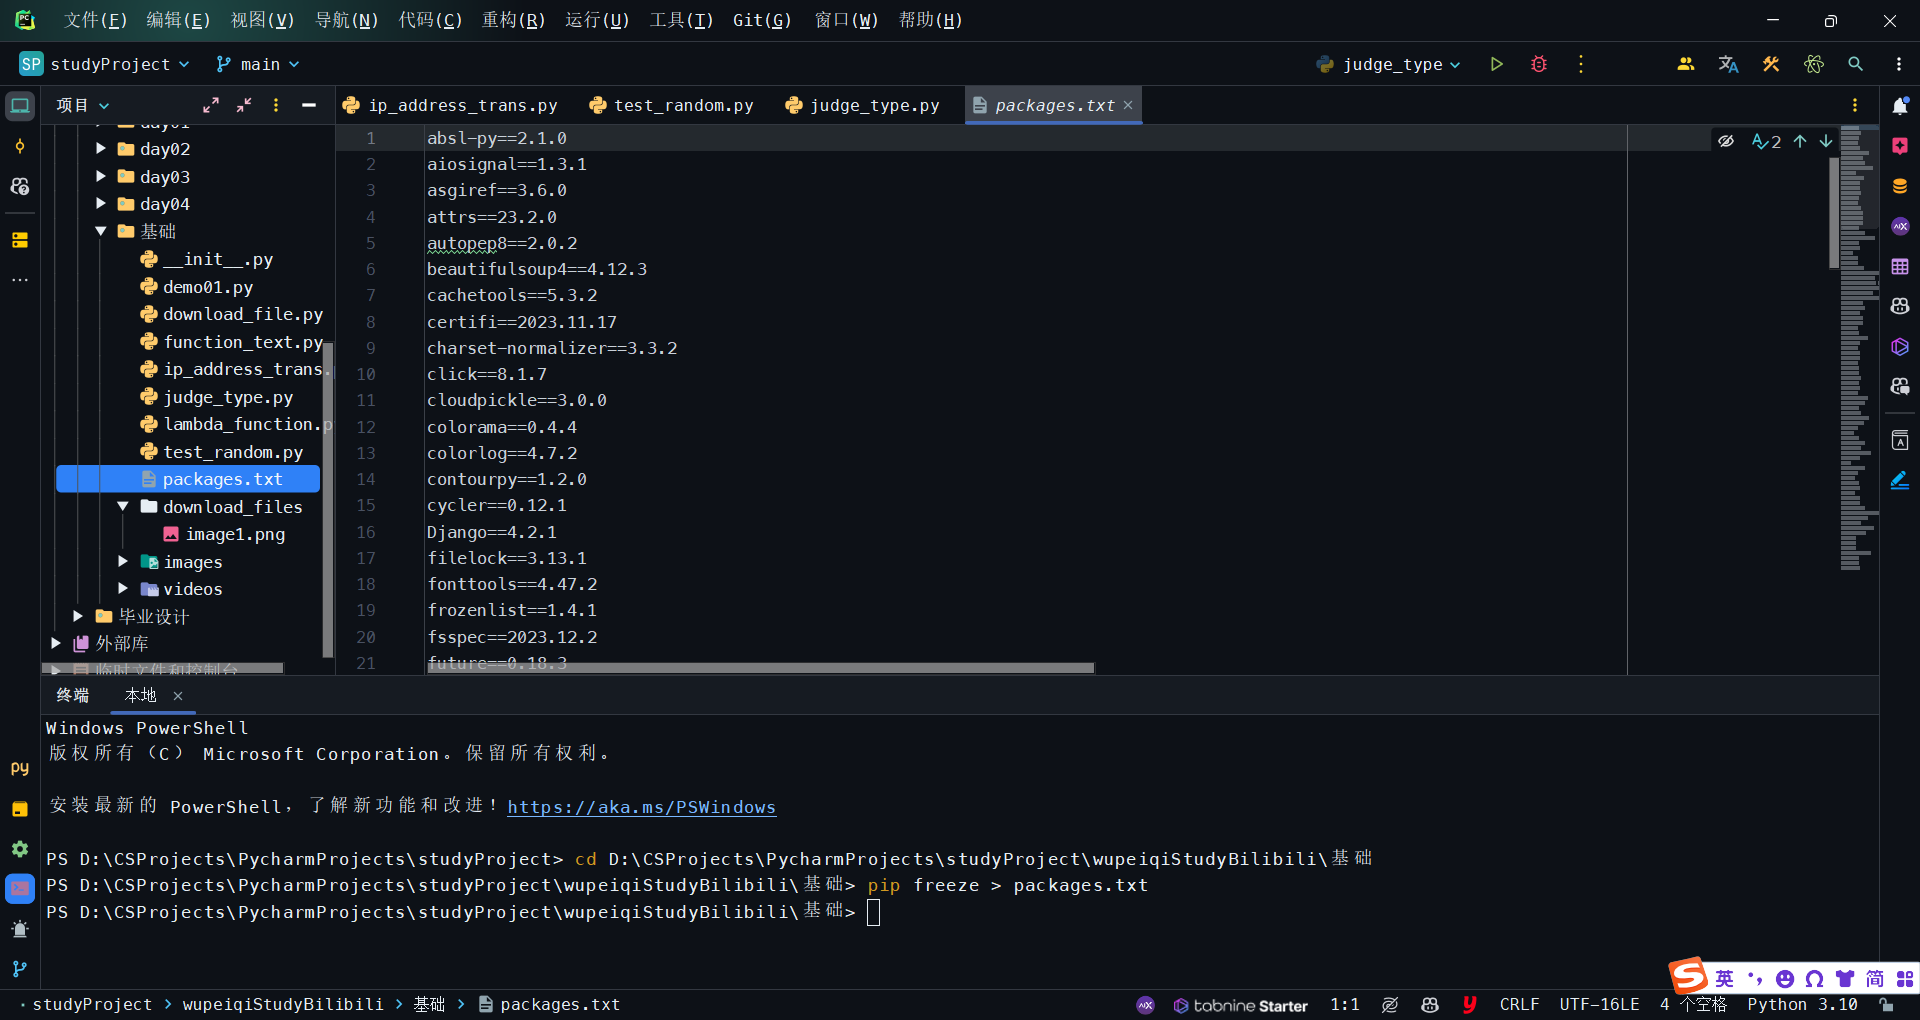 文件(F) 编辑(E) 视图(V) 导航(N) 代码(C) 重构(R) 运行(U) 工具(T) Git(G) 窗口(W) 帮助(H)
SP studyProject main judge_type
项目
ip_address_trans.py test_random.py judge_type.py packages.txt
day01
day02
day03
day04
基础
__init__.py
demo01.py
download_file.py
function_text.py
ip_address_trans.
judge_type.py
lambda_function.p
test_random.py
packages.txt
download_files
image1.png
images
videos
毕业设计
外部库
临时文件和控制台
1 absl-py==2.1.0
2 aiosignal==1.3.1
3 asgiref==3.6.0
4 attrs==23.2.0
5 autopep8==2.0.2
6 beautifulsoup4==4.12.3
7 cachetools==5.3.2
8 certifi==2023.11.17
9 charset-normalizer==3.3.2
10 click==8.1.7
11 cloudpickle==3.0.0
12 colorama==0.4.4
13 colorlog==4.7.2
14 contourpy==1.2.0
15 cycler==0.12.1
16 Django==4.2.1
17 filelock==3.13.1
18 fonttools==4.47.2
19 frozenlist==1.4.1
20 fsspec==2023.12.2
21 future==0.18.3
2
终端 本地
Windows PowerShell
版权所有（C） Microsoft Corporation。保留所有权利。
安装最新的 PowerShell，了解新功能和改进！https://aka.ms/PSWindows
PS D:\CSProjects\PycharmProjects\studyProject> cd D:\CSProjects\PycharmProjects\studyProject\wupeiqiStudyBilibili\基础
PS D:\CSProjects\PycharmProjects\studyProject\wupeiqiStudyBilibili\基础> pip freeze > packages.txt
PS D:\CSProjects\PycharmProjects\studyProject\wupeiqiStudyBilibili\基础>
英 简
studyProject > wupeiqiStudyBilibili > 基础 > packages.txt
tabnine Starter 1:1 CRLF UTF-16LE 4 个空格 Python 3.10